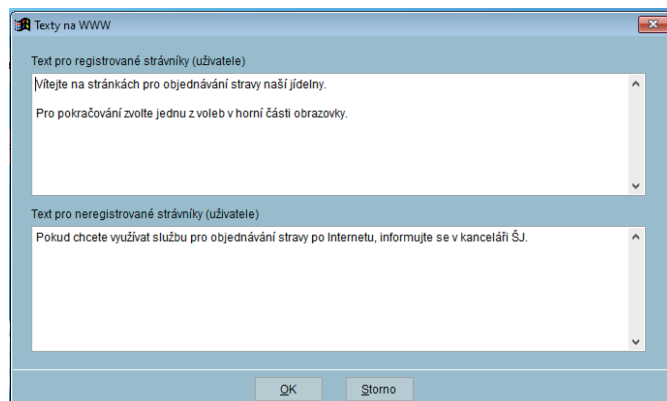 Texty na WWW
Text pro registrované strávníky (uživatele)
Vítejte na stránkách pro objednávání stravy naší jídelny.
Pro pokračování zvolte jednu z voleb v horní části obrazovky.
Text pro neregistrované strávníky (uživatele)
Pokud chcete využívat službu pro objednávání stravy po Internetu, informujte se v kanceláři ŠJ.
OK Storno